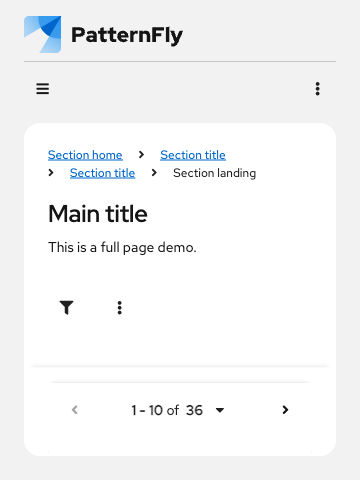 PatternFly
Section home Section title
Section title Section landing
Main title
This is a full page demo.
1 - 10 of 36